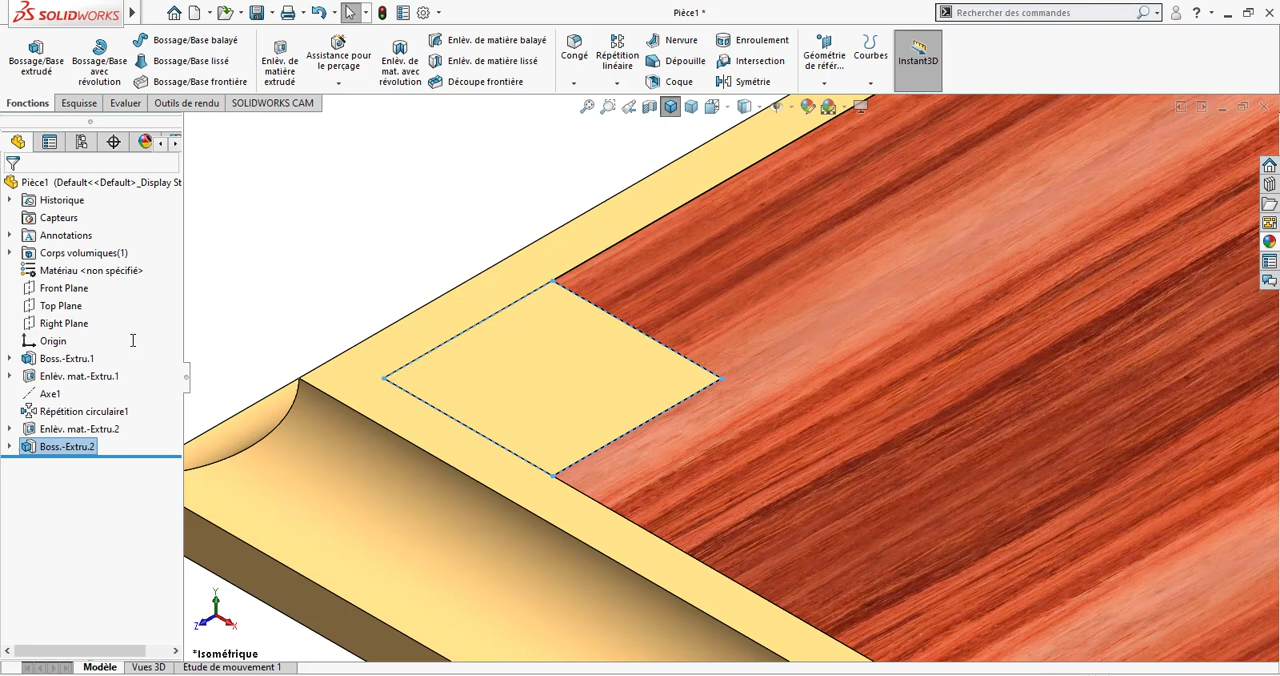 SOLIDWORKS
Pièce1 *
Rechercher des commandes
Bossage/Base extrudé
Bossage/Base avec révolution
Bossage/Base balayé
Bossage/Base lissé
Bossage/Base frontière
Enlèv. de matière extrudé
Assistance pour le perçage
Enlèv. de mat. avec révolution
Enlèv. de matière balayé
Enlèv. de matière lissé
Découpe frontière
Congé
Répétition linéaire
Nervure
Dépouille
Coque
Enroulement
Intersection
Symétrie
Géométrie de référ...
Courbes
Instant3D
Fonctions
Esquisse
Evaluer
Outils de rendu
SOLIDWORKS CAM
Pièce1 (Default<<Default>_Display St
Historique
Capteurs
Annotations
Corps volumiques(1)
Matériau <non spécifié>
Front Plane
Top Plane
Right Plane
Origin
Boss.-Extru.1
Enlèv. mat.-Extru.1
Axe1
Répétition circulaire1
Enlèv. mat.-Extru.2
Boss.-Extru.2
Y
Z
X
*Isométrique
Modèle
Vues 3D
Etude de mouvement 1